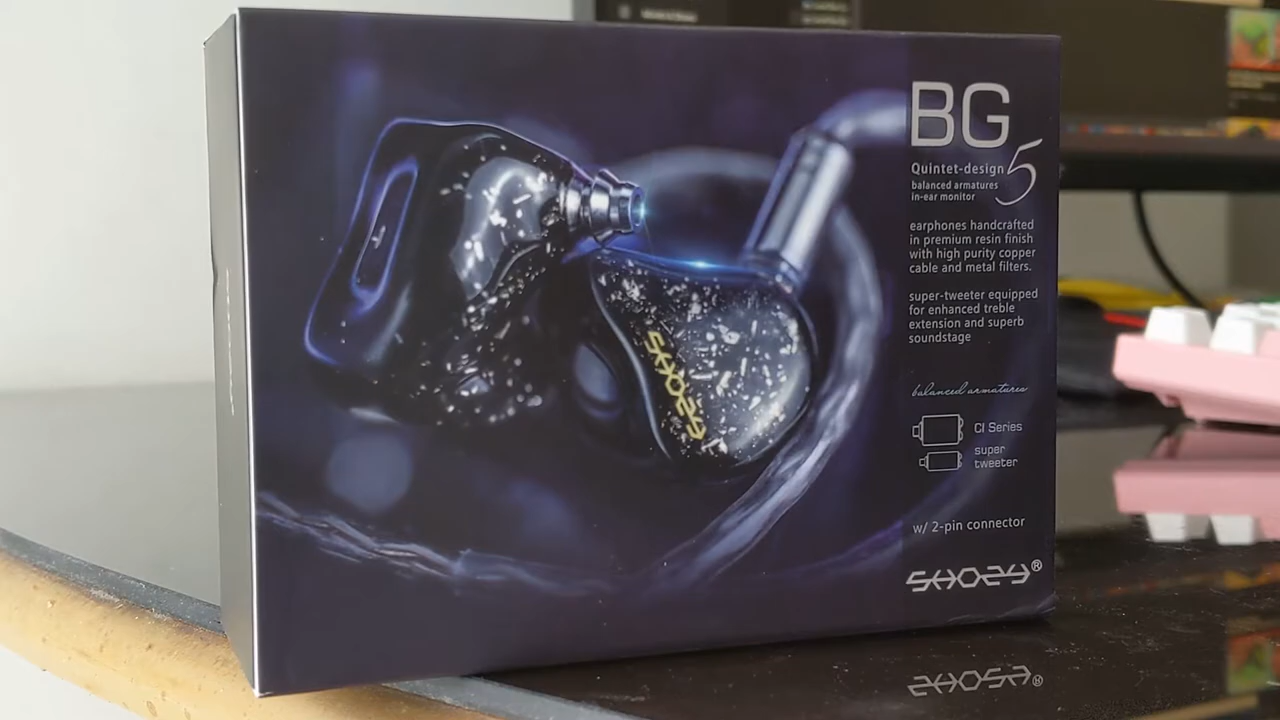 BG
5
Quintet-design
balanced armatures
in-ear monitor
earphones handcrafted
in premium resin finish
with high purity copper
cable and metal filters.
super-tweeter equipped
for enhanced treble
extension and superb
soundstage
balanced armatures
CI Series
super
tweeter
w/ 2-pin connector
SHOZY®
SHOZY